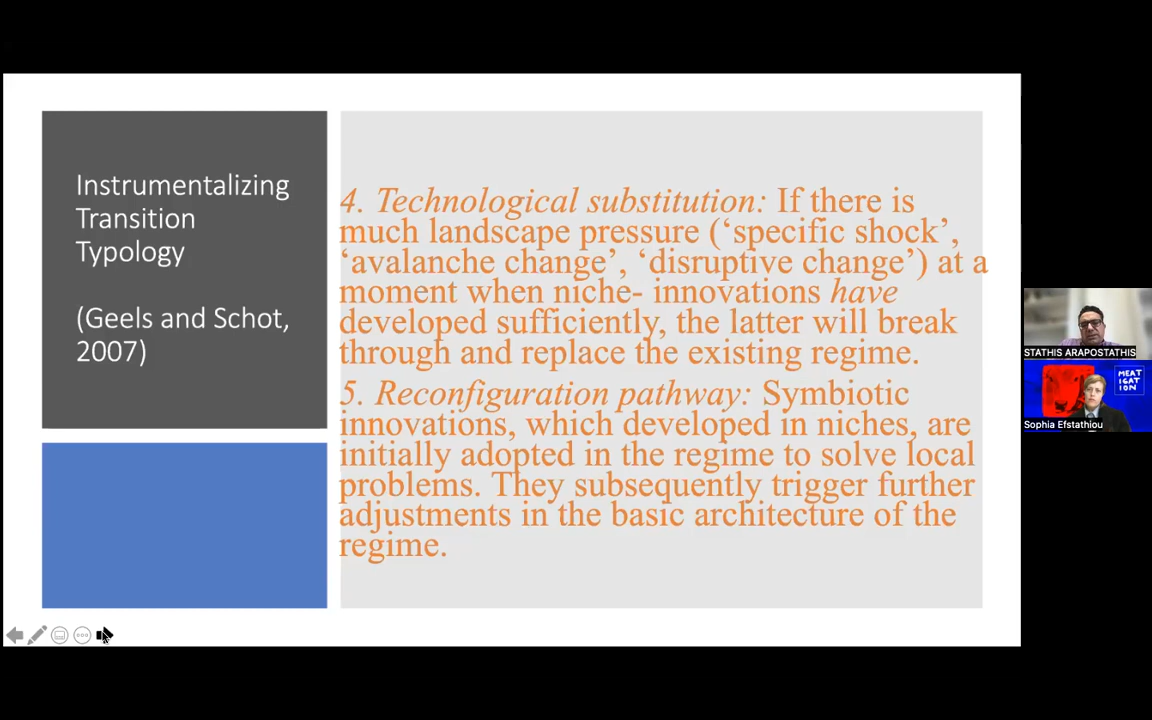 Instrumentalizing
Transition
Typology
(Geels and Schot,
2007)
4. Technological substitution: If there is
much landscape pressure (‘specific shock’,
‘avalanche change’, ‘disruptive change’) at a
moment when niche- innovations have
developed sufficiently, the latter will break
through and replace the existing regime.
5. Reconfiguration pathway: Symbiotic
innovations, which developed in niches, are
initially adopted in the regime to solve local
problems. They subsequently trigger further
adjustments in the basic architecture of the
regime.
STATHIS ARAPOSTATHIS
MEAT
IGAT
ION
Sophia Efstathiou